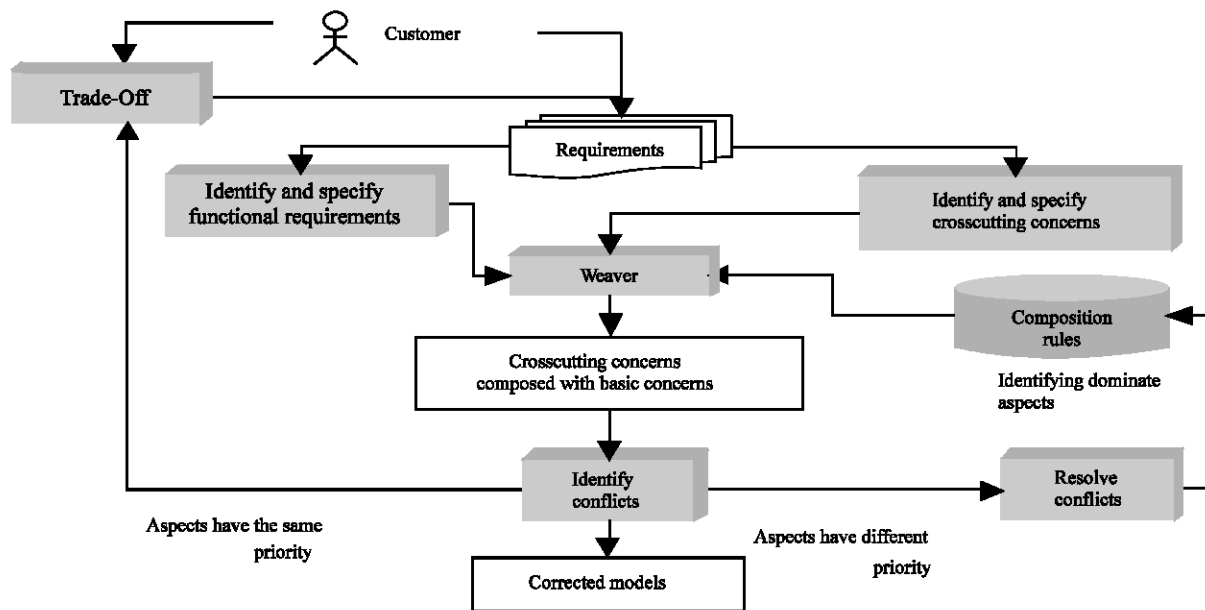 Customer
Trade-Off
Requirements
Identify and specify
functional requirements
Identify and specify
crosscutting concerns
Weaver
Composition
rules
Crosscutting concerns
composed with basic concerns
Identifying dominate
aspects
Identify
conflicts
Resolve
conflicts
Aspects have the same
priority
Aspects have different
priority
Corrected models